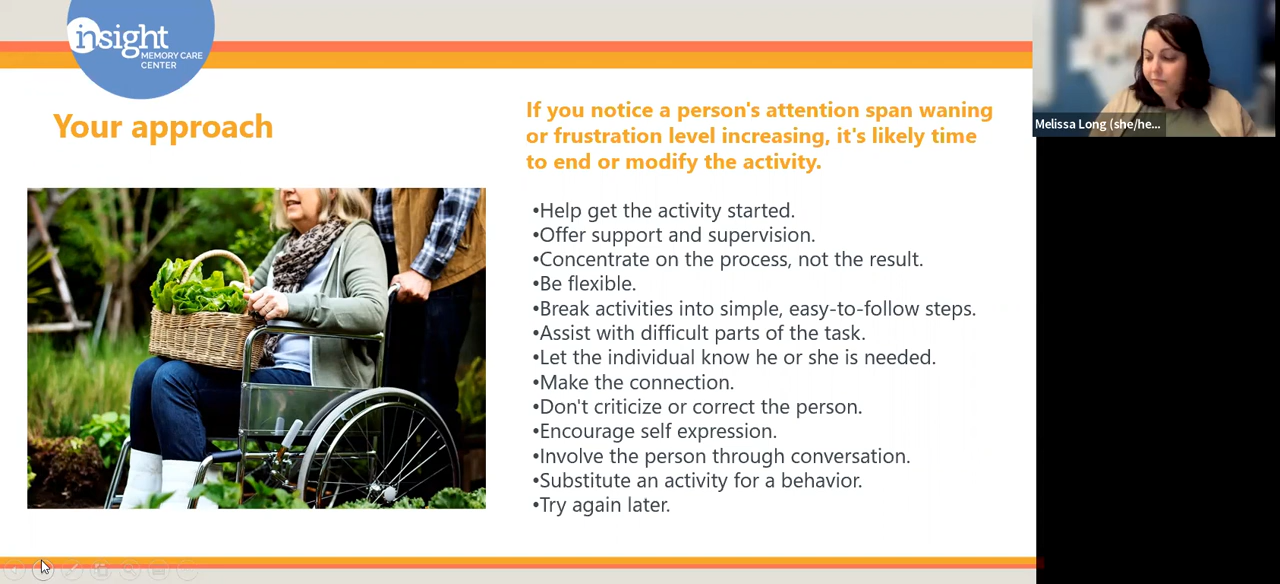 insight
MEMORY CARE
CENTER
Your approach
If you notice a person's attention span waning
or frustration level increasing, it's likely time
to end or modify the activity.
•Help get the activity started.
•Offer support and supervision.
•Concentrate on the process, not the result.
•Be flexible.
•Break activities into simple, easy-to-follow steps.
•Assist with difficult parts of the task.
•Let the individual know he or she is needed.
•Make the connection.
•Don't criticize or correct the person.
•Encourage self expression.
•Involve the person through conversation.
•Substitute an activity for a behavior.
•Try again later.
Melissa Long (she/he...